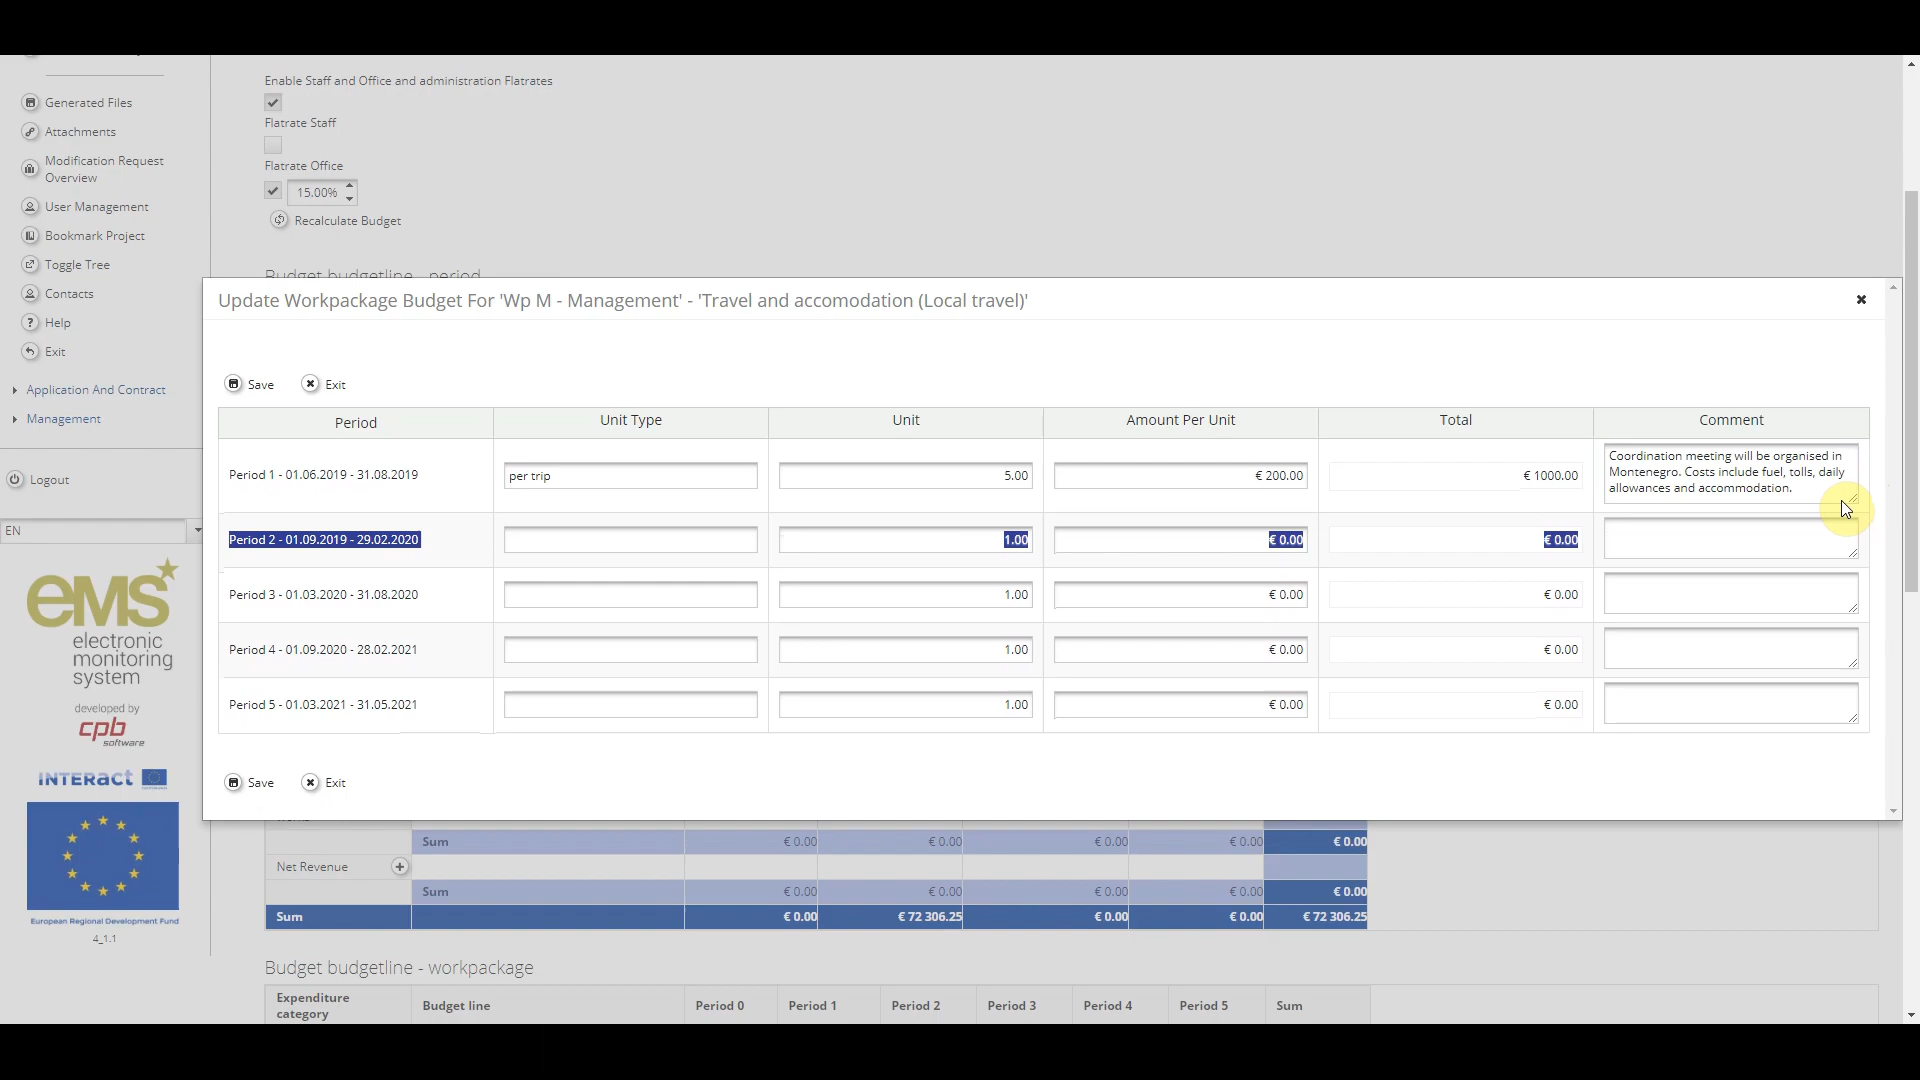 Enable Staff and Office and administration Flatrates
Generated Files
Flatrate Staff
Attachments
Modification Request
Overview
Flatrate Office
15.00%
User Management
Recalculate Budget
Bookmark Project
Toggle Tree
Budget budgetline - period
Contacts
Update Workpackage Budget For 'Wp M - Management' - 'Travel and accomodation (Local travel)'
Help
Exit
Application And Contract
Save Exit
Management
Period Unit Type Unit Amount Per Unit Total Comment
Period 1 - 01.06.2019 - 31.08.2019 per trip 5.00 € 200.00 € 1000.00
Coordination meeting will be organised in
Montenegro. Costs include fuel, tolls, daily
allowances and accommodation.
Logout
EN
Period 2 - 01.09.2019 - 29.02.2020 1.00 € 0.00 € 0.00
Period 3 - 01.03.2020 - 31.08.2020 1.00 € 0.00 € 0.00
Period 4 - 01.09.2020 - 28.02.2021 1.00 € 0.00 € 0.00
Period 5 - 01.03.2021 - 31.05.2021 1.00 € 0.00 € 0.00
eMS
electronic
monitoring
system
developed by
cpb
software
Interact
Save Exit
Sum € 0.00 € 0.00 € 0.00 € 0.00 € 0.00
Net Revenue
Sum € 0.00 € 0.00 € 0.00 € 0.00 € 0.00
Sum € 0.00 € 72 306.25 € 0.00 € 0.00 € 72 306.25
European Regional Development Fund
4_1.1
Budget budgetline - workpackage
Expenditure
category
Budget line Period 0 Period 1 Period 2 Period 3 Period 4 Period 5 Sum